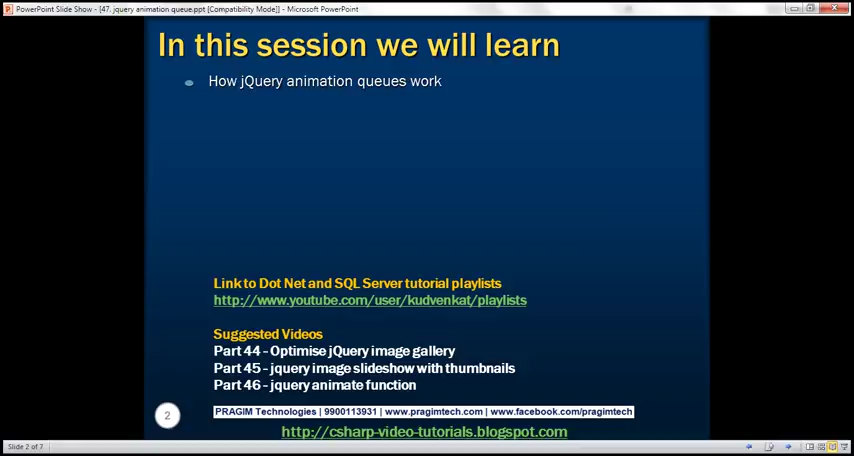 PowerPoint Slide Show - [47. jquery animation queue.ppt [Compatibility Mode]] - Microsoft PowerPoint
In this session we will learn
How jQuery animation queues work
Link to Dot Net and SQL Server tutorial playlists
http://www.youtube.com/user/kudvenkat/playlists
Suggested Videos
Part 44 - Optimise jQuery image gallery
Part 45 - jquery image slideshow with thumbnails
Part 46 - jquery animate function
2
PRAGIM Technologies | 9900113931 | www.pragimtech.com | www.facebook.com/pragimtech
http://csharp-video-tutorials.blogspot.com
Slide 2 of 7